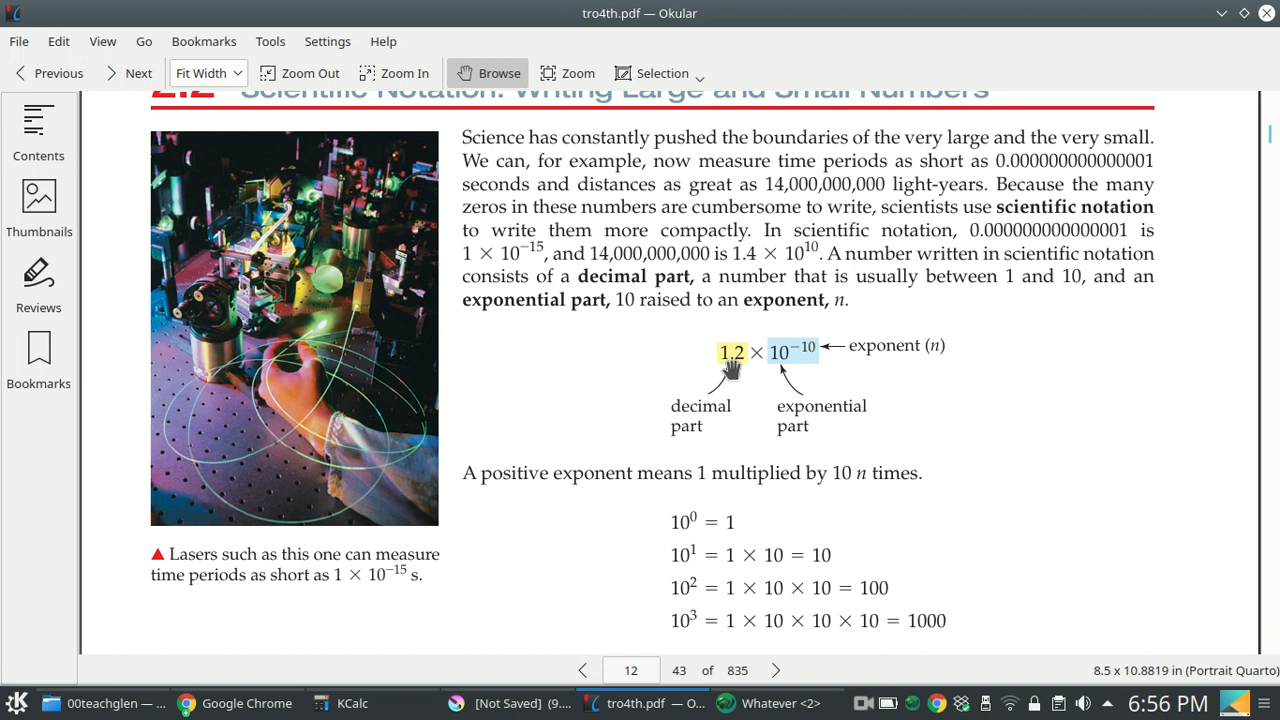 tro4th.pdf — Okular
File Edit View Go Bookmarks Tools Settings Help
Previous Next Fit Width Zoom Out Zoom In Browse Zoom Selection
2.2 Scientific Notation: Writing Large and Small Numbers
Contents
Thumbnails
Reviews
Bookmarks
Science has constantly pushed the boundaries of the very large and the very small.
We can, for example, now measure time periods as short as 0.000000000000001
seconds and distances as great as 14,000,000,000 light-years. Because the many
zeros in these numbers are cumbersome to write, scientists use scientific notation
to write them more compactly. In scientific notation, 0.000000000000001 is
1 × 10⁻¹⁵, and 14,000,000,000 is 1.4 × 10¹⁰. A number written in scientific notation
consists of a decimal part, a number that is usually between 1 and 10, and an
exponential part, 10 raised to an exponent, n.
1.2 × 10⁻¹⁰ exponent (n)
decimal exponential
part part
A positive exponent means 1 multiplied by 10 n times.
10⁰ = 1
10¹ = 1 × 10 = 10
10² = 1 × 10 × 10 = 100
10³ = 1 × 10 × 10 × 10 = 1000
▲ Lasers such as this one can measure
time periods as short as 1 × 10⁻¹⁵ s.
12 43 of 835
8.5 x 10.8819 in (Portrait Quarto)
00teachglen — ... Google Chrome KCalc [Not Saved] (9.... tro4th.pdf — O... Whatever <2> 6:56 PM